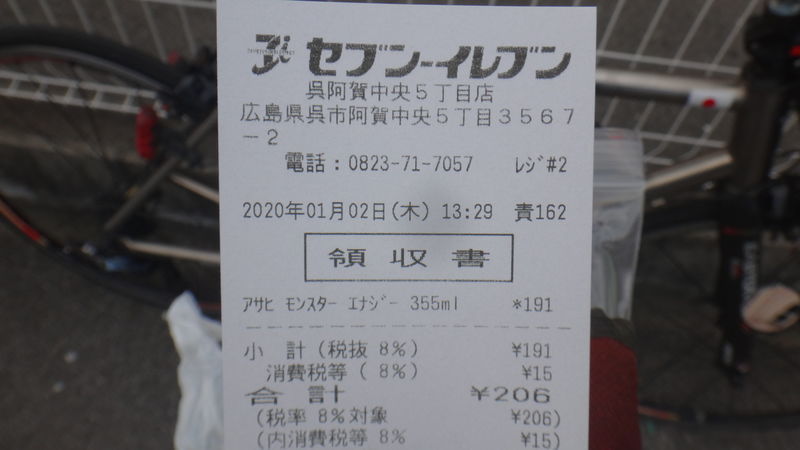 セブン-イレブン
呉阿賀中央5丁目店
広島県呉市阿賀中央5丁目3567
-2
電話:0823-71-7057 レジ#2
2020年01月02日(木) 13:29 責162
領収書
アサヒ モンスター エナジー 355ml *191
小 計(税抜 8%) ¥191
消費税等( 8%) ¥15
合 計 ¥206
(税率 8%対象 ¥206)
(内消費税等 8% ¥15)